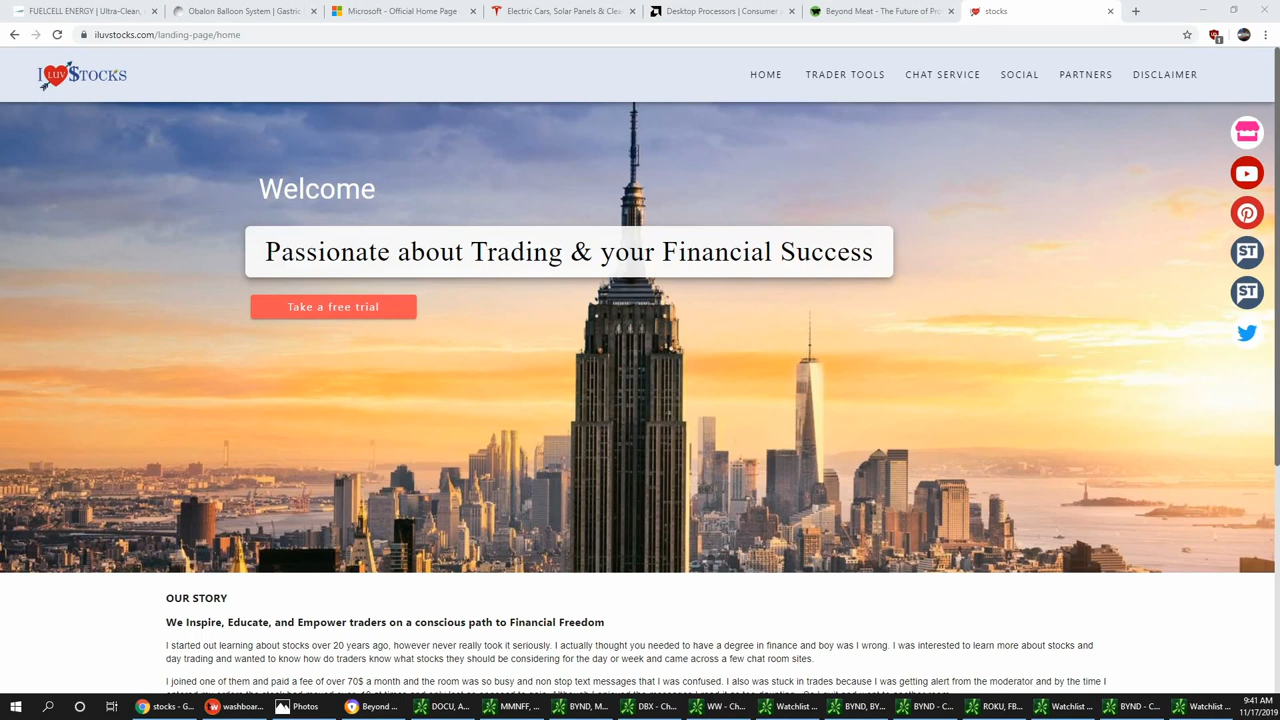 FUELCELL ENERGY | Ultra-Clean,
Obalon Balloon System | Gastric
Microsoft - Official Home Page
Electric Cars, Solar Panels & Cle
Desktop Processors | Consumer
Beyond Meat - The Future of Pro
stocks
iluvstocks.com/landing-page/home
I LUV $TOCKS
HOME
TRADER TOOLS
CHAT SERVICE
SOCIAL
PARTNERS
DISCLAIMER
Welcome
Passionate about Trading & your Financial Success
Take a free trial
ST
ST
OUR STORY
We Inspire, Educate, and Empower traders on a conscious path to Financial Freedom
I started out learning about stocks over 20 years ago, however never really took it seriously. I actually thought you needed to have a degree in finance and boy was I wrong. I was interested to learn more about stocks and
day trading and wanted to know how do traders know what stocks they should be considering for the day or week and came across a few chat room sites.
I joined one of them and paid a fee of over 70$ a month and the room was so busy and non stop text messages that I was confused. I also was stuck in trades because I was getting alert from the moderator and by the time I
stocks - G...
washboar...
Photos
Beyond ...
DOCU, A...
MMNFF, ...
BYND, M...
DBX - Ch...
WW - Cha...
Watchlist ...
BYND, BY...
BYND - C...
ROKU, FB...
Watchlist ...
BYND - C...
Watchlist ...
9:41 AM
11/17/2019